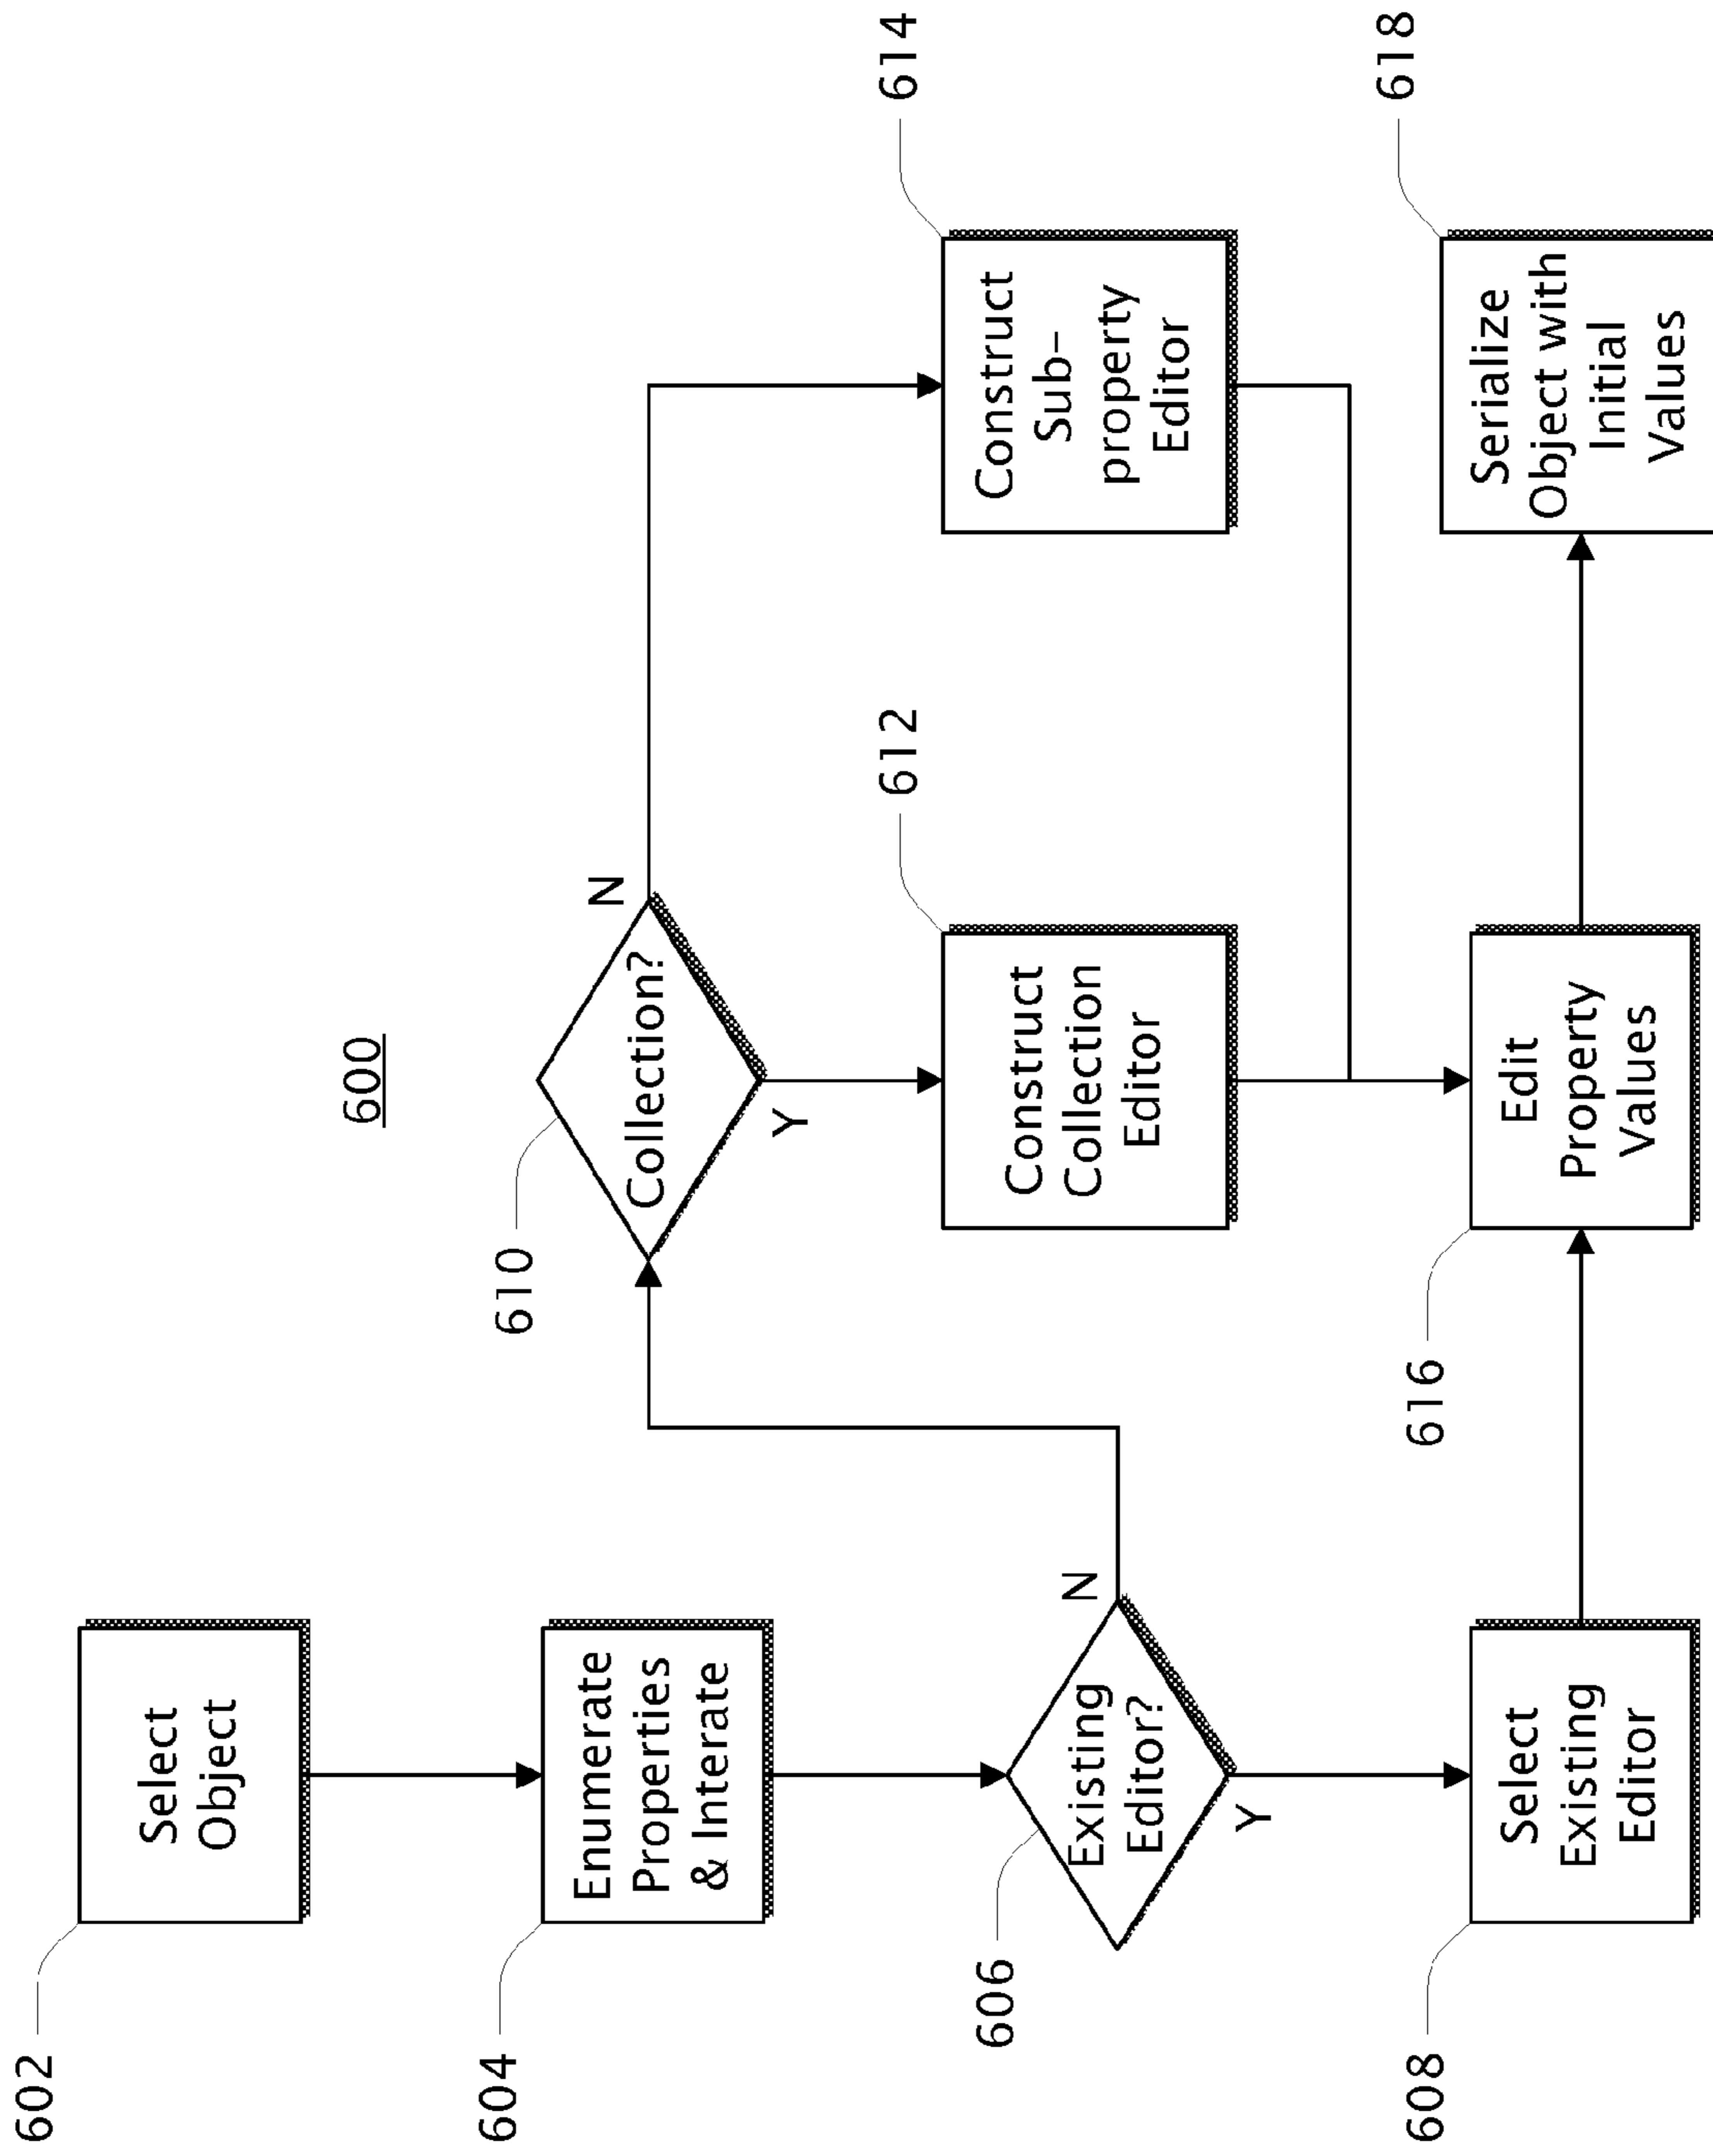 600
602
Select
Object
604
Enumerate
Properties
& Interate
606
Existing
Editor?
N
Y
608
Select
Existing
Editor
610
Collection?
N
Y
612
Construct
Collection
Editor
614
Construct
Sub-
property
Editor
616
Edit
Property
Values
618
Serialize
Object with
Initial
Values